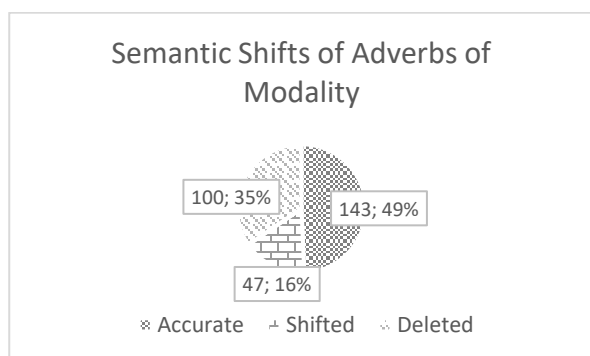 Semantic Shifts of Adverbs of
Modality
100; 35%
143; 49%
47; 16%
Accurate Shifted Deleted